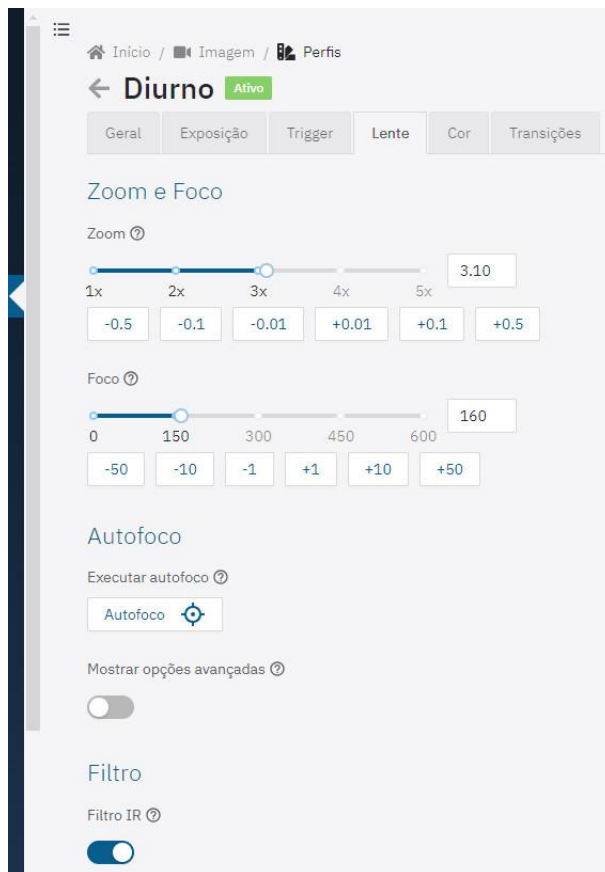 Início / Imagem / Perfis
Diurno Ativo
Geral Exposição Trigger Lente Cor Transições
Zoom e Foco
Zoom
3.10
1x 2x 3x 4x 5x
-0.5 -0.1 -0.01 +0.01 +0.1 +0.5
Foco
160
0 150 300 450 600
-50 -10 -1 +1 +10 +50
Autofoco
Executar autofoco
Autofoco
Mostrar opções avançadas
Filtro
Filtro IR